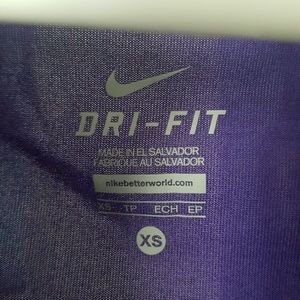 DRI-FIT
MADE IN EL SALVADOR
FABRIQUE AU SALVADOR
nikebetterworld.com
XS TP ECH EP
XS